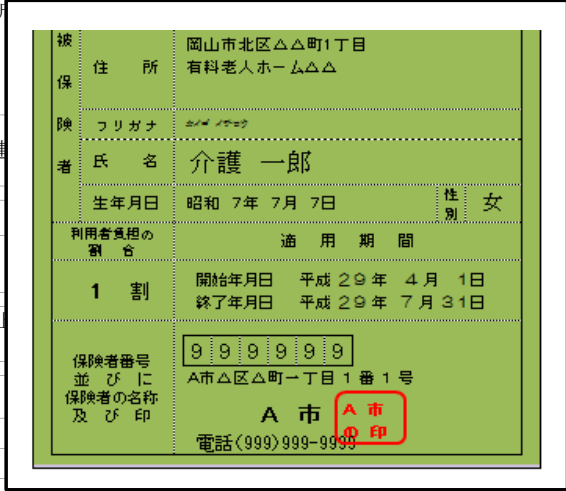 被保険者
住 所
岡山市北区△△町1丁目
有料老人ホーム△△
フリガナ
氏 名
介護 一郎
生年月日
昭和 7年 7月 7日
性別
女
利用者負担の
割 合
適 用 期 間
1 割
開始年月日 平成29年 4月 1日
終了年月日 平成29年 7月31日
保険者番号
並 び に
保険者の名称
及 び 印
999999
A市△区△町一丁目1番1号
A 市
A 市
の 印
電話(999)999-9999